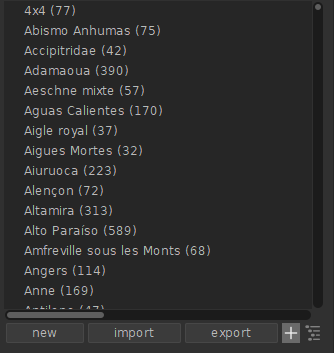 4x4 (77)
Abismo Anhumas (75)
Accipitridae (42)
Adamaoua (390)
Aeschne mixte (57)
Aguas Calientes (170)
Aigle royal (37)
Aigues Mortes (32)
Aiuruoca (223)
Alençon (72)
Altamira (313)
Alto Paraíso (589)
Amfreville sous les Monts (68)
Angers (114)
Anne (169)
new import export +